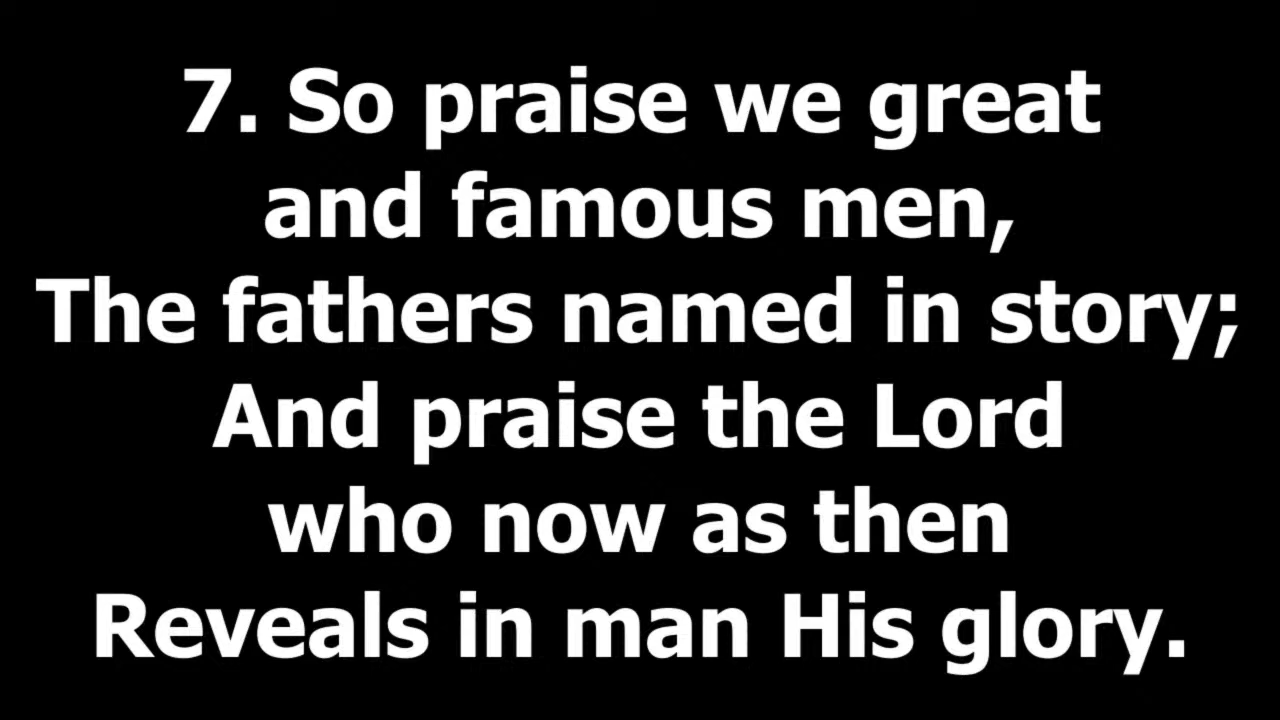 7. So praise we great
and famous men,
The fathers named in story;
And praise the Lord
who now as then
Reveals in man His glory.